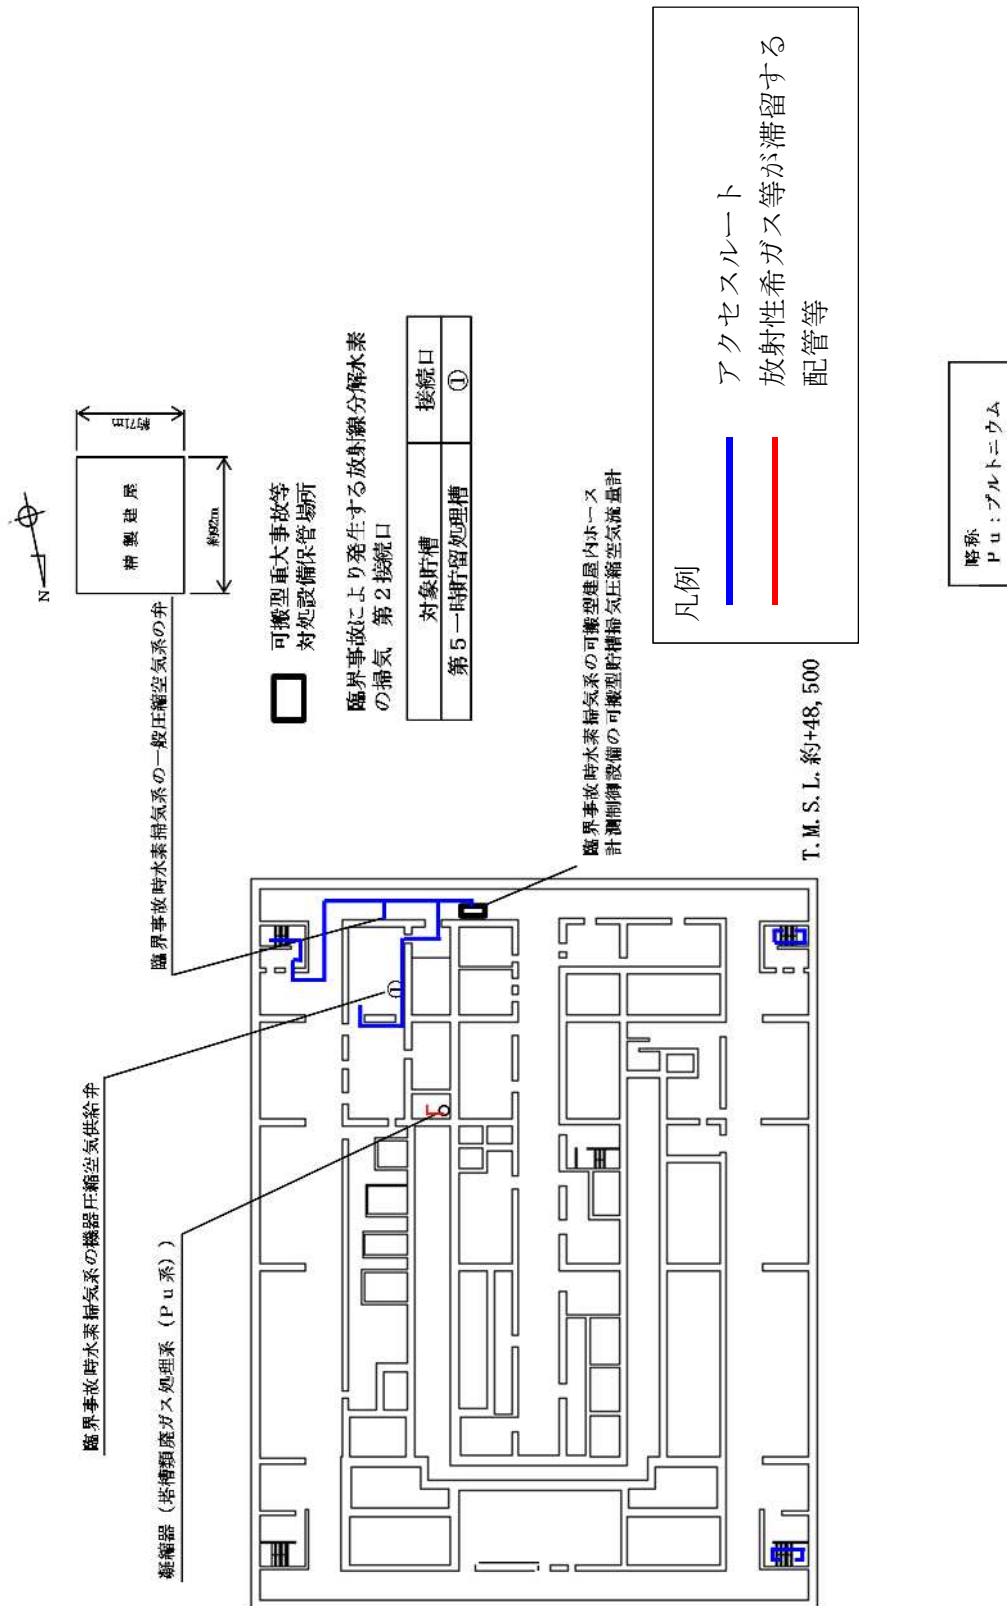 臨界事故時水素掃気系の機器圧縮空気供給弁
凝縮器（塔槽類廃ガス処理系（Ｐｕ系））
臨界事故時水素掃気系の一般圧縮空気系の弁
①
N
精製建屋
約92m
可搬型重大事故等
対処設備保管場所
臨界事故により発生する放射線分解水素
の掃気　第２接続口
対象貯槽 接続口
第５一時貯留処理槽 ①
臨界事故時水素掃気系の可搬型建屋内ホース
計測制御設備の可搬型貯槽掃気圧縮空気流量計
T.M.S.L.約+48,500
凡例
アクセスルート
放射性希ガス等が滞留する
配管等
略称
Ｐｕ：プルトニウム